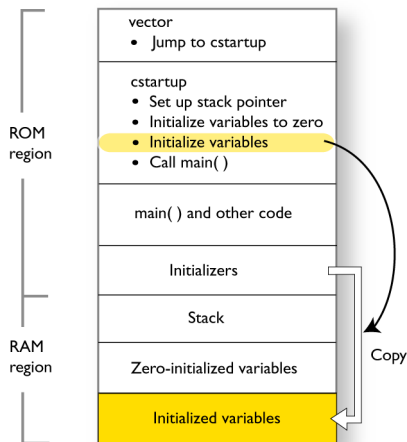 vector
• Jump to cstartup
cstartup
• Set up stack pointer
• Initialize variables to zero
• Initialize variables
• Call main( )
ROM
region
main( ) and other code
Initializers
Stack
RAM
region
Zero-initialized variables
Copy
Initialized variables